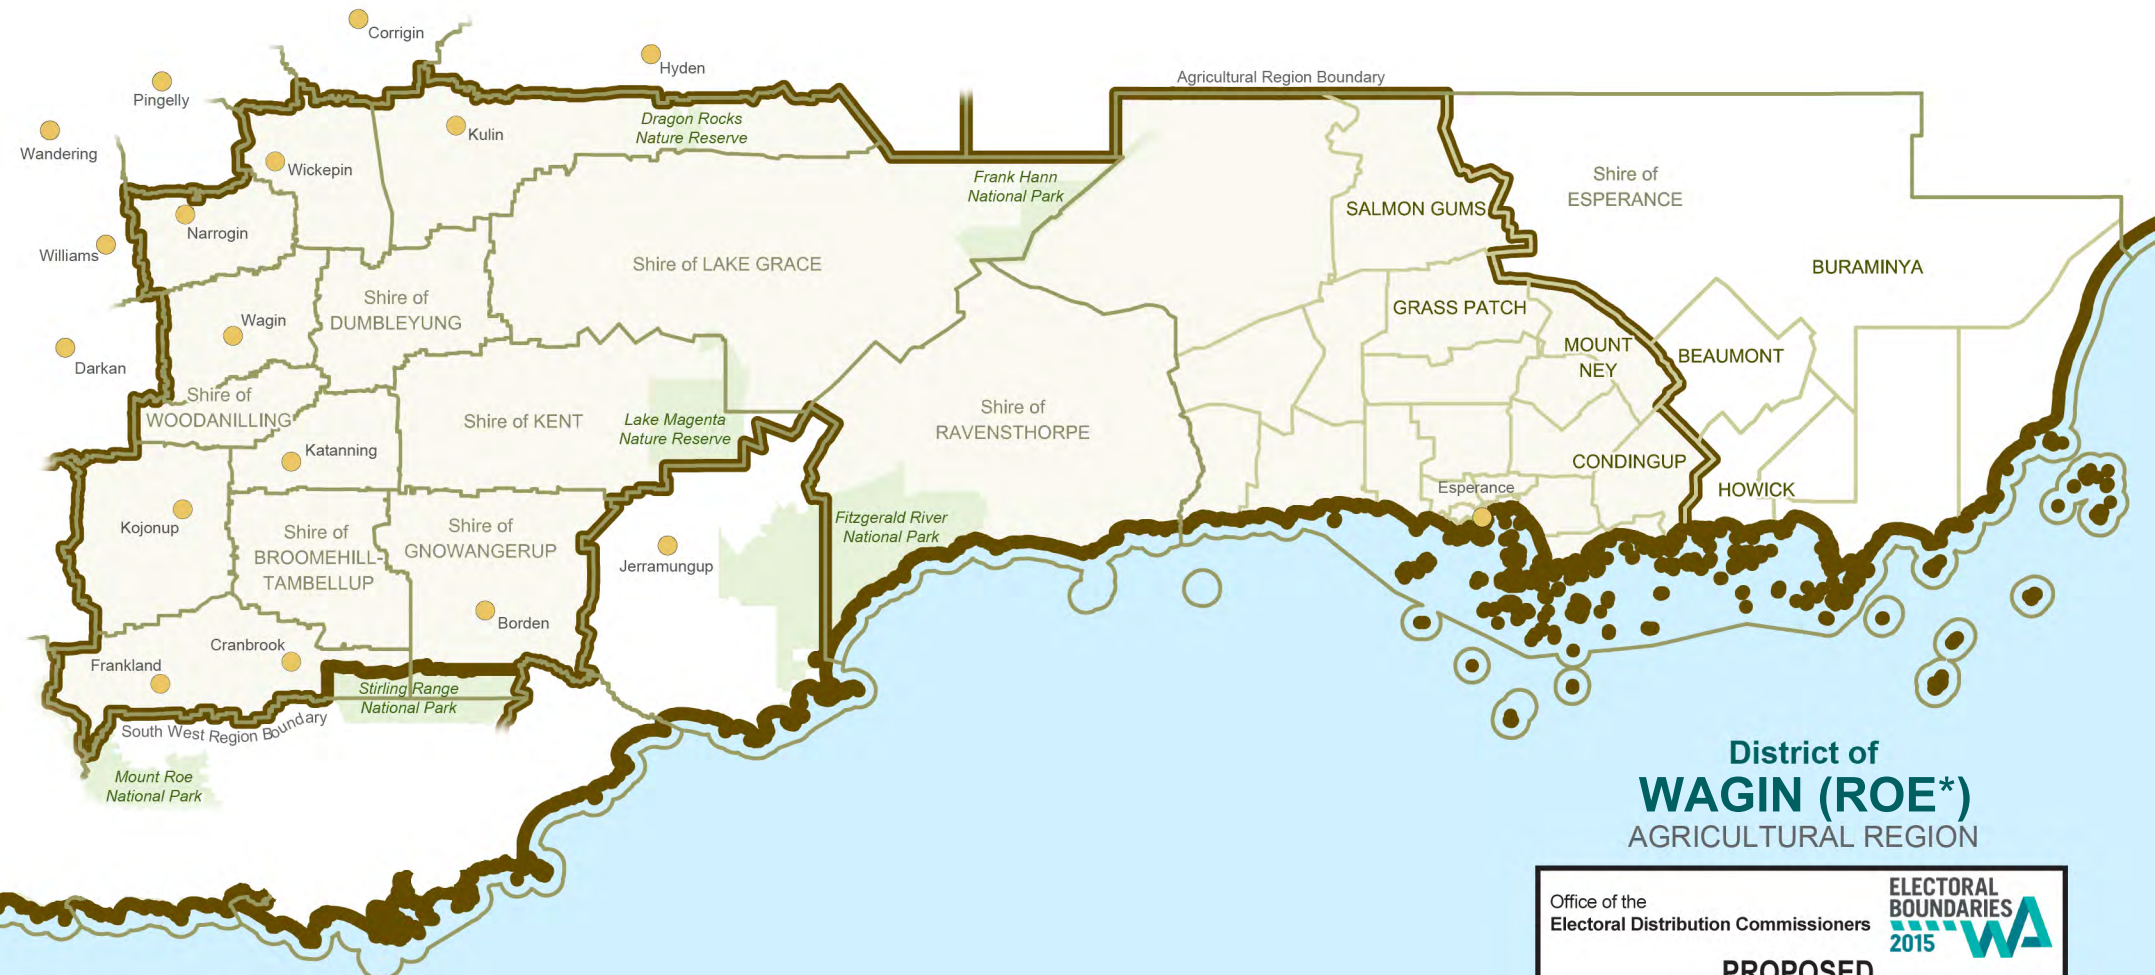 Corrigin
Hyden
Agricultural Region Boundary
Pingelly
Dragon Rocks
Nature Reserve
Kulin
Wandering
Wickepin
Frank Hann
National Park
Shire of
ESPERANCE
SALMON GUMS
Narrogin
Williams
Shire of LAKE GRACE
BURAMINYA
Shire of
DUMBLEYUNG
GRASS PATCH
Wagin
MOUNT
NEY
BEAUMONT
Darkan
Shire of
WOODANILLING
Shire of KENT
Lake Magenta
Nature Reserve
Shire of
RAVENSTHORPE
Katanning
CONDINGUP
HOWICK
Esperance
Kojonup
Shire of
BROOMEHILL-
TAMBELLUP
Shire of
GNOWANGERUP
Fitzgerald River
National Park
Jerramungup
Borden
Cranbrook
Frankland
Stirling Range
National Park
South West Region Boundary
Mount Roe
National Park
District of
WAGIN (ROE*)
AGRICULTURAL REGION
Office of the
Electoral Distribution Commissioners
ELECTORAL
BOUNDARIES
2015 WA
PROPOSED